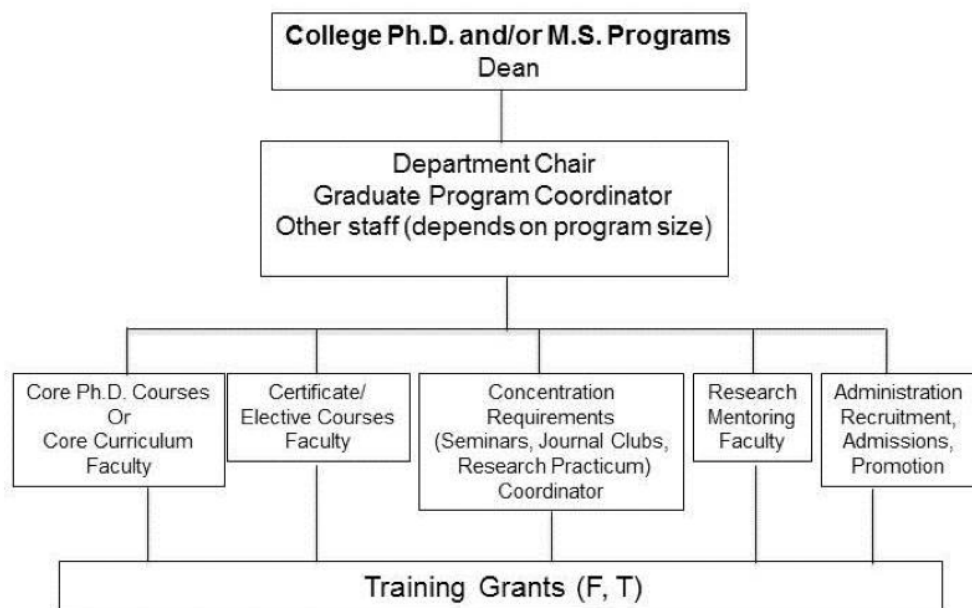 College Ph.D. and/or M.S. Programs
Dean
Department Chair
Graduate Program Coordinator
Other staff (depends on program size)
Core Ph.D. Courses
Or
Core Curriculum
Faculty
Certificate/
Elective Courses
Faculty
Concentration
Requirements
(Seminars, Journal Clubs,
Research Practicum)
Coordinator
Research
Mentoring
Faculty
Administration
Recruitment,
Admissions,
Promotion
Training Grants (F, T)